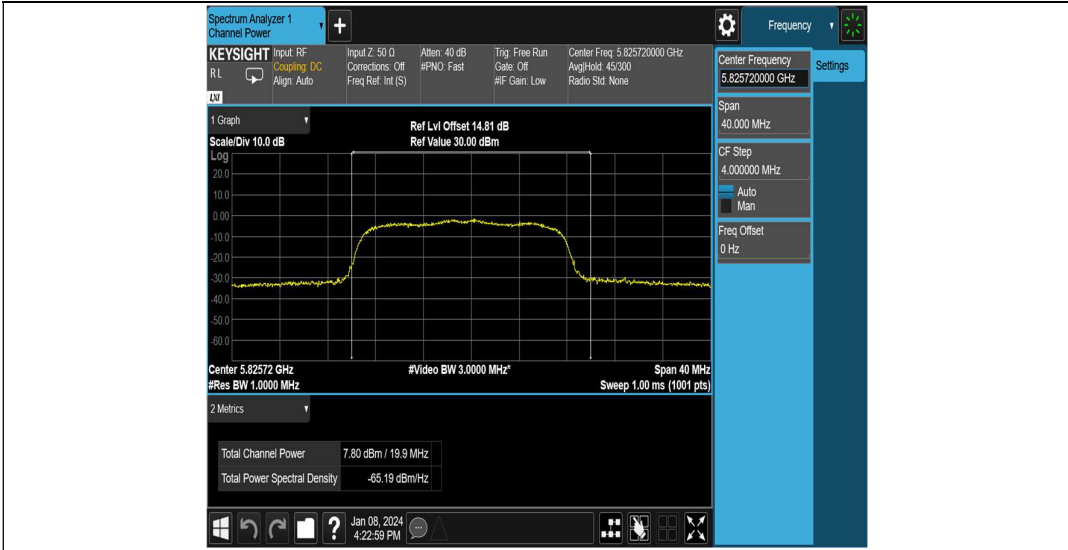 Spectrum Analyzer 1
Channel Power
+
Frequency
KEYSIGHT
RL
LXI
Input: RF
Coupling: DC
Align: Auto
Input Z: 50 Ω
Corrections: Off
Freq Ref: Int (S)
Atten: 40 dB
#PNO: Fast
Trig: Free Run
Gate: Off
#IF Gain: Low
Center Freq: 5.825720000 GHz
Avg|Hold: 45/300
Radio Std: None
Center Frequency
5.825720000 GHz
Settings
Span
40.000 MHz
CF Step
4.000000 MHz
Auto
Man
Freq Offset
0 Hz
1 Graph
Ref Lvl Offset 14.81 dB
Scale/Div 10.0 dB
Ref Value 30.00 dBm
Log
20.0
10.0
0.00
-10.0
-20.0
-30.0
-40.0
-50.0
-60.0
Center 5.82572 GHz
#Video BW 3.0000 MHz*
Span 40 MHz
#Res BW 1.0000 MHz
Sweep 1.00 ms (1001 pts)
2 Metrics
Total Channel Power 7.80 dBm / 19.9 MHz
Total Power Spectral Density -65.19 dBm/Hz
?
Jan 08, 2024
4:22:59 PM